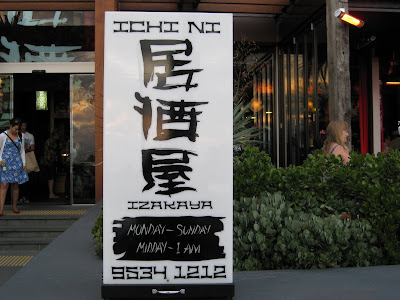 ICHI NI
居
酒
屋
IZAKAYA
MONDAY - SUNDAY
MIDDAY - 1 AM
9534 1212